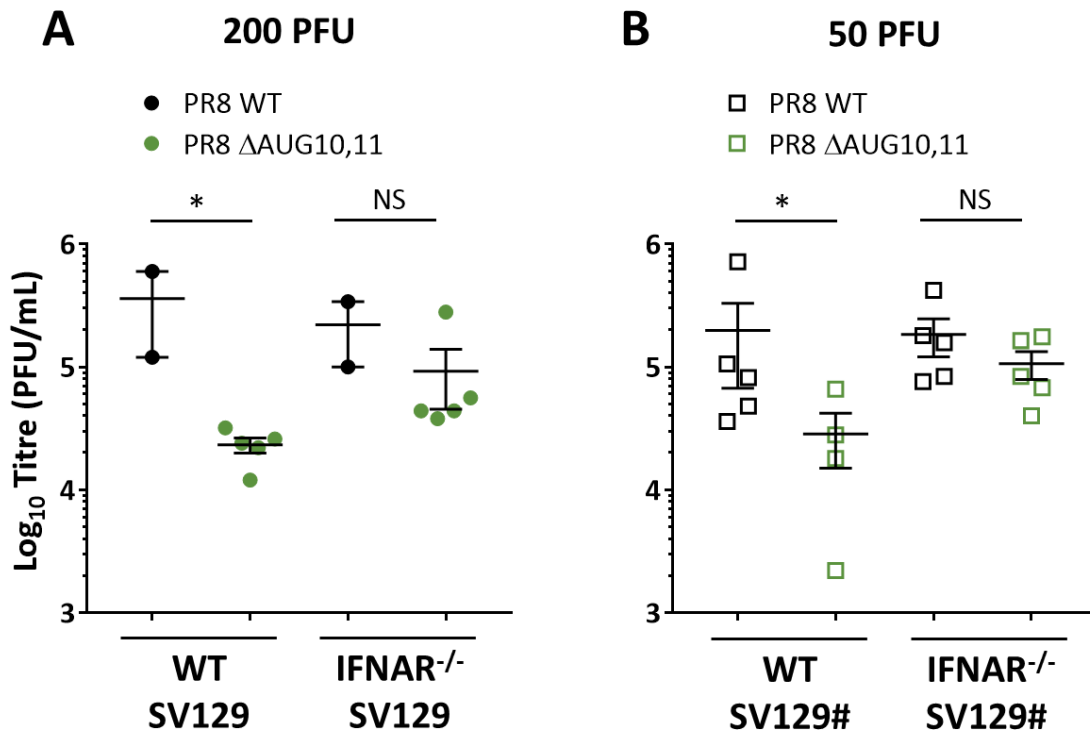 A
200 PFU
PR8 WT
PR8 ΔAUG10,11
*
NS
Log10 Titre (PFU/mL)
6
5
4
3
WT
SV129
IFNAR-/-
SV129
B
50 PFU
PR8 WT
PR8 ΔAUG10,11
*
NS
6
5
4
3
WT
SV129#
IFNAR-/-
SV129#